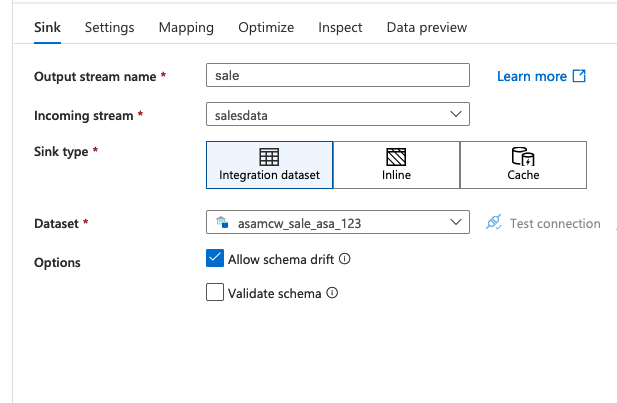 Sink Settings Mapping Optimize Inspect Data preview
Output stream name * sale Learn more
Incoming stream * salesdata
Sink type *
Integration dataset Inline Cache
Dataset * asamcw_sale_asa_123 Test connection
Options Allow schema drift
Validate schema